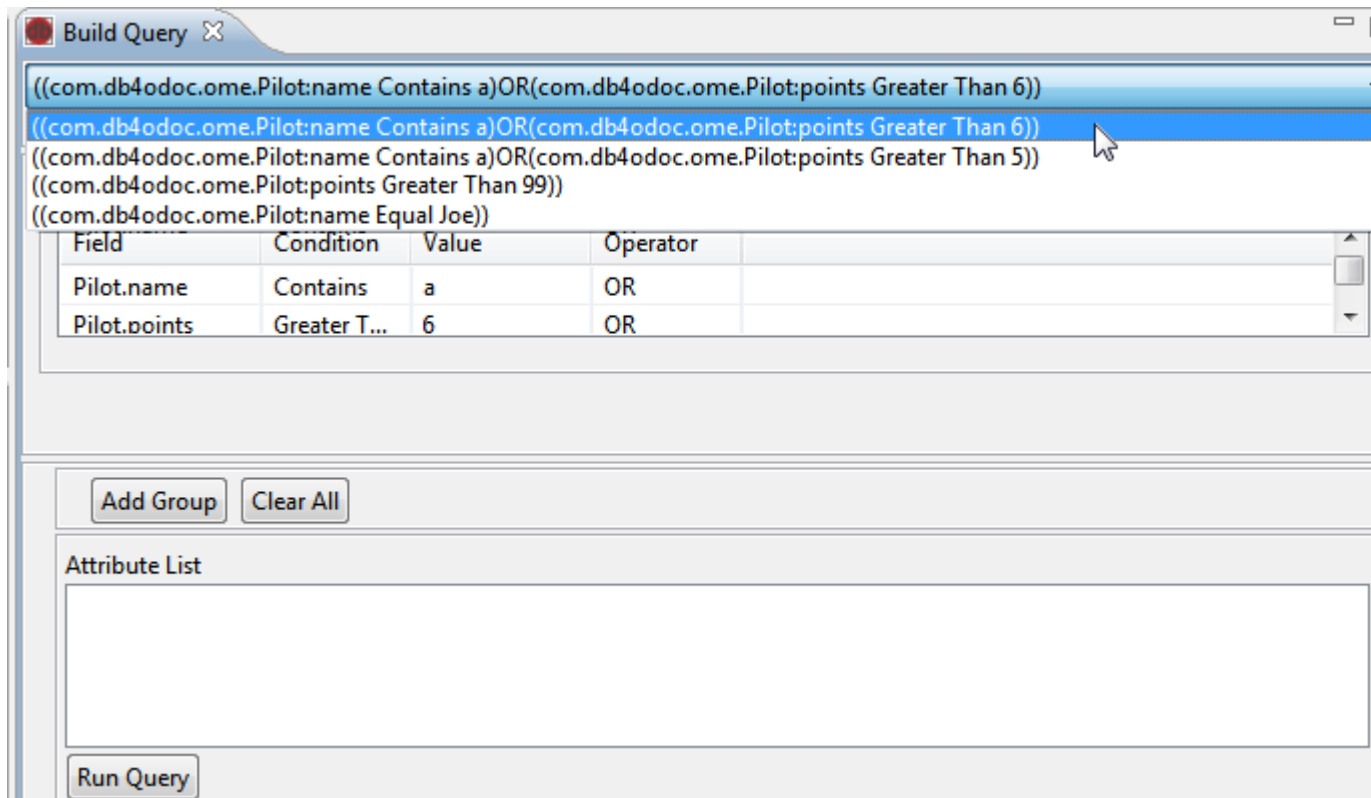 db Build Query
((com.db4odoc.ome.Pilot:name Contains a)OR(com.db4odoc.ome.Pilot:points Greater Than 6))
((com.db4odoc.ome.Pilot:name Contains a)OR(com.db4odoc.ome.Pilot:points Greater Than 6))
((com.db4odoc.ome.Pilot:name Contains a)OR(com.db4odoc.ome.Pilot:points Greater Than 5))
((com.db4odoc.ome.Pilot:points Greater Than 99))
((com.db4odoc.ome.Pilot:name Equal Joe))
Field Condition Value Operator
Pilot.name Contains a OR
Pilot.points Greater T... 6 OR
Add Group Clear All
Attribute List
Run Query